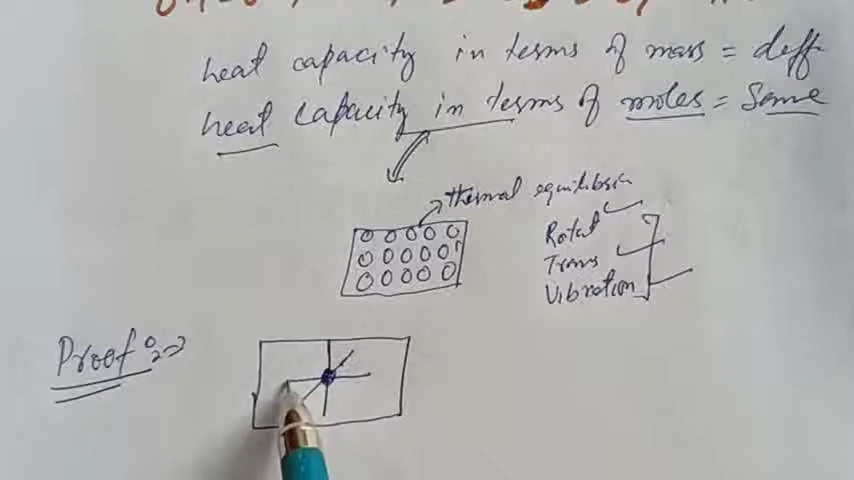 heat capacity in terms of mass = deff
heat capacity in terms of moles = Same
thermal equilibrium
Rotat
Trans
Vibration
Proof :->